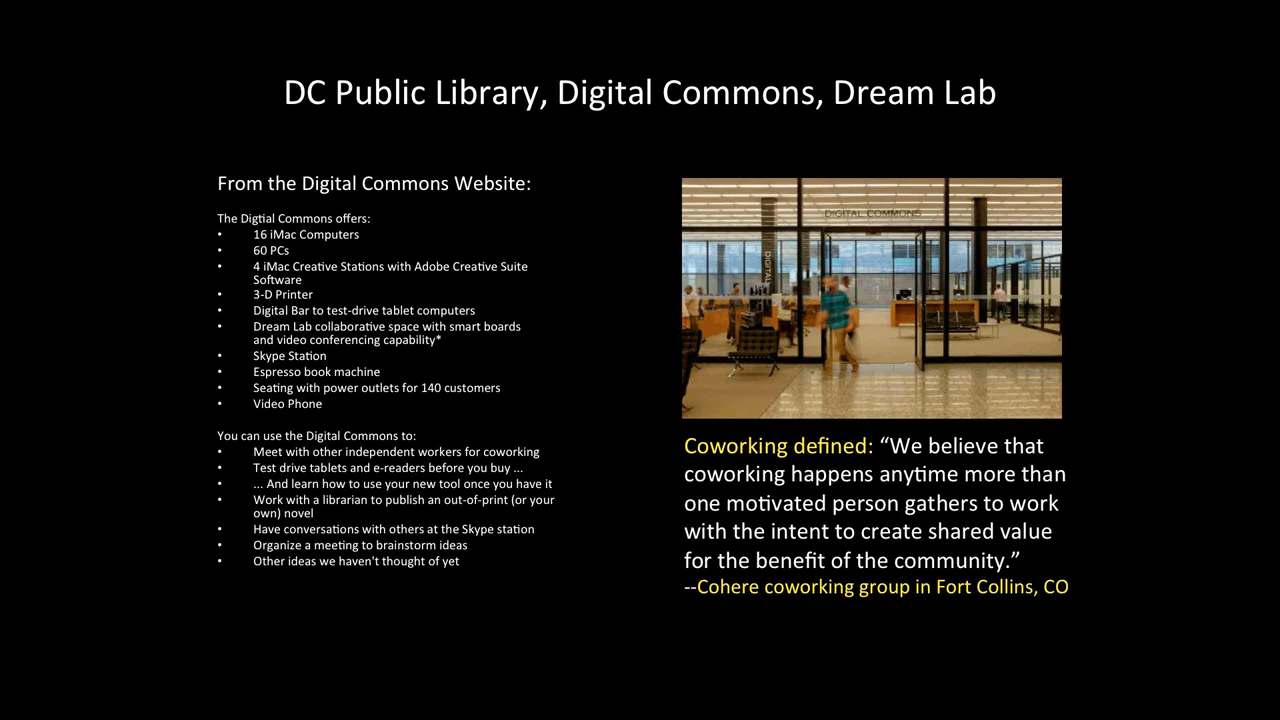 DC Public Library, Digital Commons, Dream Lab
From the Digital Commons Website:
The Digtial Commons offers:
• 16 iMac Computers
• 60 PCs
• 4 iMac Creative Stations with Adobe Creative Suite
Software
• 3-D Printer
• Digital Bar to test-drive tablet computers
• Dream Lab collaborative space with smart boards
and video conferencing capability*
• Skype Station
• Espresso book machine
• Seating with power outlets for 140 customers
• Video Phone
You can use the Digital Commons to:
• Meet with other independent workers for coworking
• Test drive tablets and e-readers before you buy ...
• ... And learn how to use your new tool once you have it
• Work with a librarian to publish an out-of-print (or your
own) novel
• Have conversations with others at the Skype station
• Organize a meeting to brainstorm ideas
• Other ideas we haven't thought of yet
DIGITAL COMMONS
DIGITAL
Coworking defined: “We believe that
coworking happens anytime more than
one motivated person gathers to work
with the intent to create shared value
for the benefit of the community.”
--Cohere coworking group in Fort Collins, CO